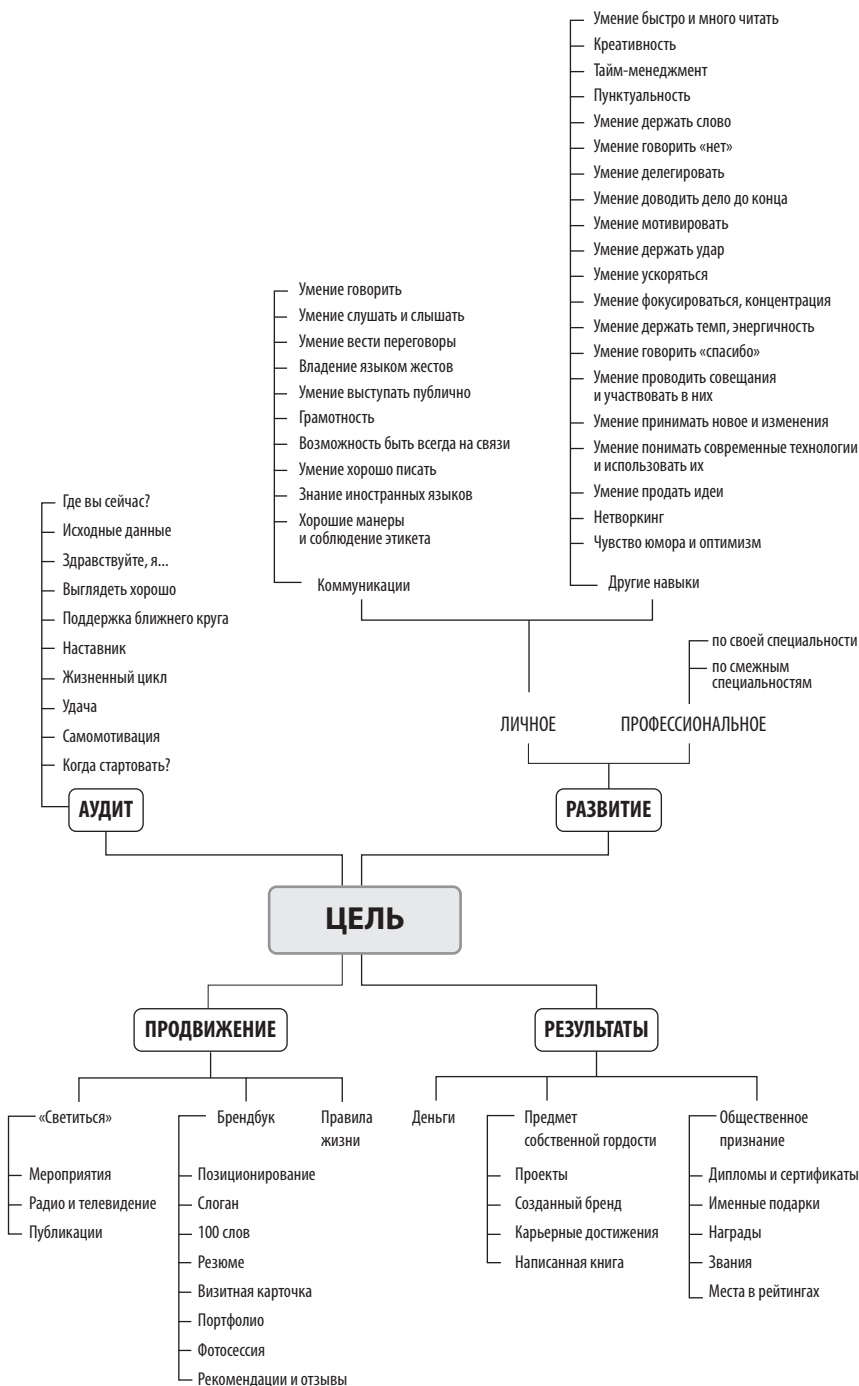 Умение быстро и много читать
Креативность
Тайм-менеджмент
Пунктуальность
Умение держать слово
Умение говорить «нет»
Умение делегировать
Умение доводить дело до конца
Умение мотивировать
Умение держать удар
Умение ускоряться
Умение фокусироваться, концентрация
Умение держать темп, энергичность
Умение говорить «спасибо»
Умение проводить совещания
и участвовать в них
Умение принимать новое и изменения
Умение понимать современные технологии
и использовать их
Умение продать идеи
Нетворкинг
Чувство юмора и оптимизм
Другие навыки
Умение говорить
Умение слушать и слышать
Умение вести переговоры
Владение языком жестов
Умение выступать публично
Грамотность
Возможность быть всегда на связи
Умение хорошо писать
Знание иностранных языков
Хорошие манеры
и соблюдение этикета
Коммуникации
по своей специальности
по смежным
специальностям
ЛИЧНОЕ
ПРОФЕССИОНАЛЬНОЕ
Где вы сейчас?
Исходные данные
Здравствуйте, я...
Выглядеть хорошо
Поддержка ближнего круга
Наставник
Жизненный цикл
Удача
Самомотивация
Когда стартовать?
АУДИТ
РАЗВИТИЕ
ЦЕЛЬ
ПРОДВИЖЕНИЕ
РЕЗУЛЬТАТЫ
«Светиться»
Мероприятия
Радио и телевидение
Публикации
Брендбук
Позиционирование
Слоган
100 слов
Резюме
Визитная карточка
Портфолио
Фотосессия
Рекомендации и отзывы
Правила
жизни
Деньги
Предмет
собственной гордости
Проекты
Созданный бренд
Карьерные достижения
Написанная книга
Общественное
признание
Дипломы и сертификаты
Именные подарки
Награды
Звания
Места в рейтингах